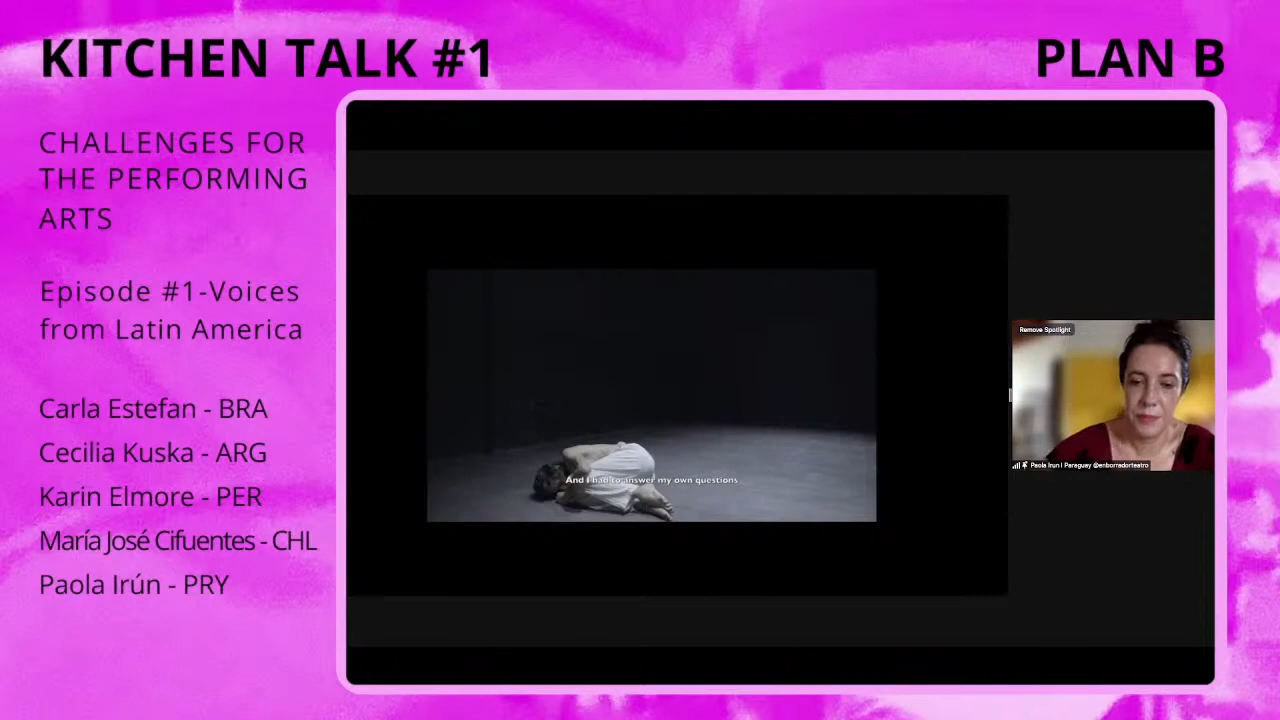 KITCHEN TALK #1
PLAN B
CHALLENGES FOR
THE PERFORMING
ARTS
Episode #1-Voices
from Latin America
Carla Estefan - BRA
Cecilia Kuska - ARG
Karin Elmore - PER
María José Cifuentes - CHL
Paola Irún - PRY
And I had to answer my own questions
Remove Spotlight
Paola Irun I Paraguay @enborradorteatro